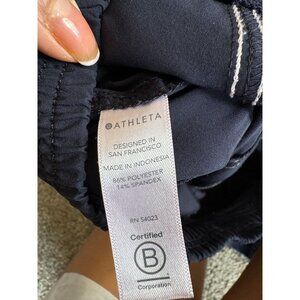 ATHLETA
DESIGNED IN
SAN FRANCISCO
MADE IN INDONESIA
86% POLYESTER
14% SPANDEX
RN 54023
Certified
B
Corporation